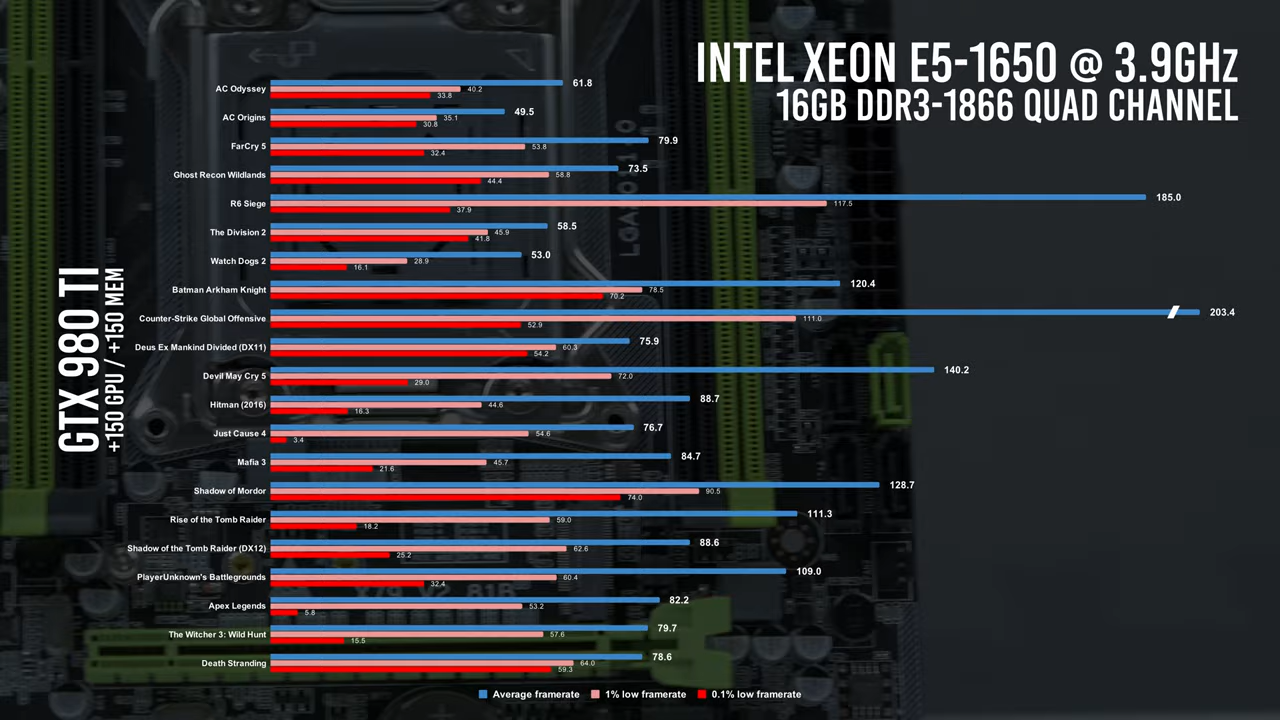 INTEL XEON E5-1650 @ 3.9GHz
16GB DDR3-1866 QUAD CHANNEL
GTX 980 TI
+150 GPU / +150 MEM
AC Odyssey 61.8 40.2 33.8
AC Origins 49.5 35.1 30.8
FarCry 5 79.9 53.8 32.4
Ghost Recon Wildlands 73.5 58.8 44.4
R6 Siege 185.0 117.5 37.9
The Division 2 58.5 45.9 41.8
Watch Dogs 2 53.0 28.9 16.1
Batman Arkham Knight 120.4 78.5 70.2
Counter-Strike Global Offensive 203.4 111.0 52.9
Deus Ex Mankind Divided (DX11) 75.9 60.3 54.2
Devil May Cry 5 140.2 72.0 29.0
Hitman (2016) 88.7 44.6 16.3
Just Cause 4 76.7 54.6 3.4
Mafia 3 84.7 45.7 21.6
Shadow of Mordor 128.7 90.5 74.0
Rise of the Tomb Raider 111.3 59.0 18.2
Shadow of the Tomb Raider (DX12) 88.6 62.6 25.2
PlayerUnknown's Battlegrounds 109.0 60.4 32.4
Apex Legends 82.2 53.2 5.8
The Witcher 3: Wild Hunt 79.7 57.6 15.5
Death Stranding 78.6 64.0 59.3
Average framerate 1% low framerate 0.1% low framerate